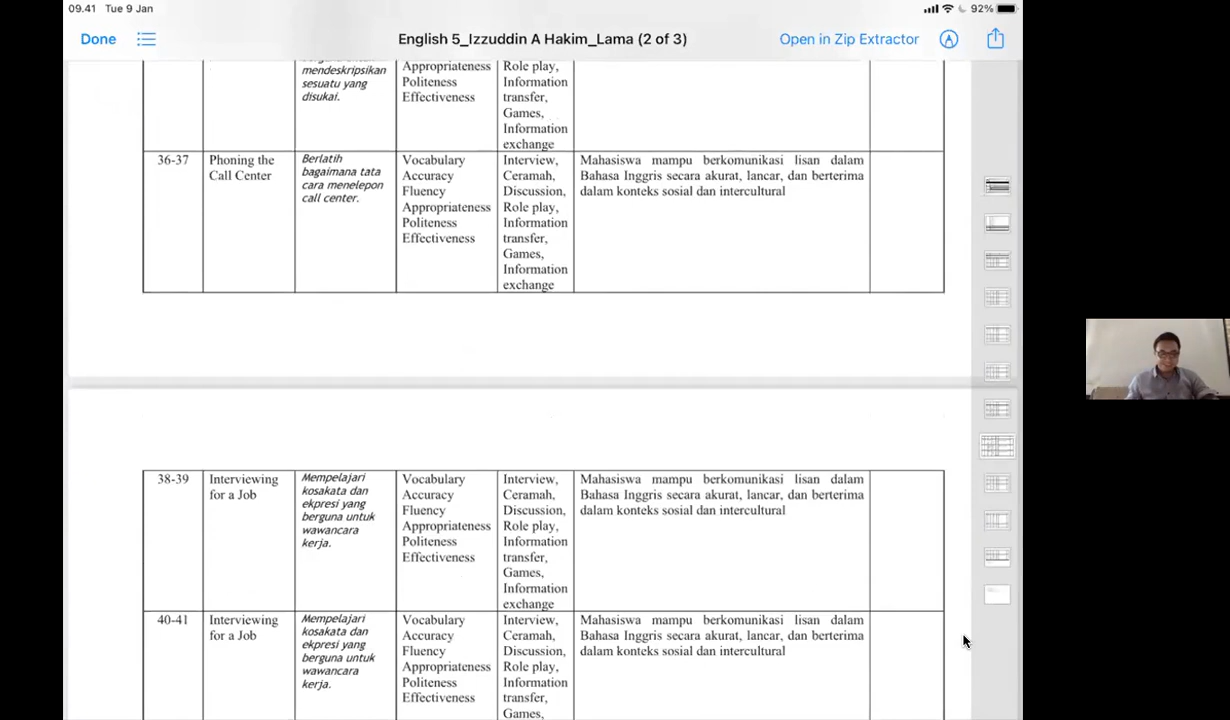 09.41 Tue 9 Jan
92%
Done
English 5_Izzuddin A Hakim_Lama (2 of 3)
Open in Zip Extractor
mendeskripsikan
sesuatu yang
disukai.
Appropriateness
Politeness
Effectiveness
Role play,
Information
transfer,
Games,
Information
exchange
36-37
Phoning the
Call Center
Berlatih
bagaimana tata
cara menelepon
call center.
Vocabulary
Accuracy
Fluency
Appropriateness
Politeness
Effectiveness
Interview,
Ceramah,
Discussion,
Role play,
Information
transfer,
Games,
Information
exchange
Mahasiswa mampu berkomunikasi lisan dalam
Bahasa Inggris secara akurat, lancar, dan berterima
dalam konteks sosial dan intercultural
38-39
Interviewing
for a Job
Mempelajari
kosakata dan
ekpresi yang
berguna untuk
wawancara
kerja.
Vocabulary
Accuracy
Fluency
Appropriateness
Politeness
Effectiveness
Interview,
Ceramah,
Discussion,
Role play,
Information
transfer,
Games,
Information
exchange
Mahasiswa mampu berkomunikasi lisan dalam
Bahasa Inggris secara akurat, lancar, dan berterima
dalam konteks sosial dan intercultural
40-41
Interviewing
for a Job
Mempelajari
kosakata dan
ekpresi yang
berguna untuk
wawancara
kerja.
Vocabulary
Accuracy
Fluency
Appropriateness
Politeness
Effectiveness
Interview,
Ceramah,
Discussion,
Role play,
Information
transfer,
Games,
Mahasiswa mampu berkomunikasi lisan dalam
Bahasa Inggris secara akurat, lancar, dan berterima
dalam konteks sosial dan intercultural